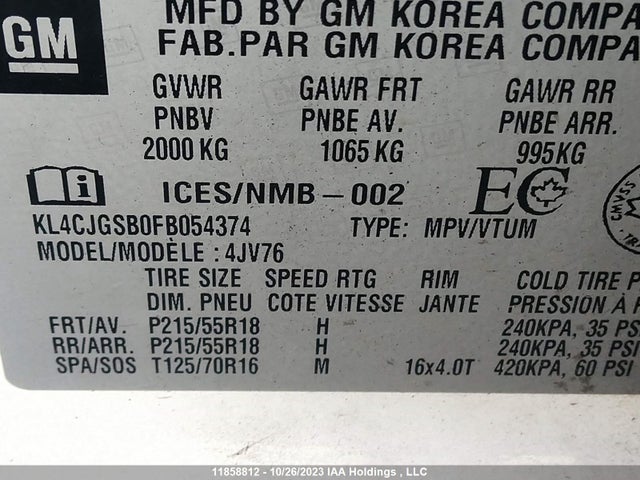 GM
MFD BY GM KOREA COMPA
FAB.PAR GM KOREA COMPA
GVWR GAWR FRT GAWR RR
PNBV PNBE AV. PNBE ARR.
2000 KG 1065 KG 995KG
ICES/NMB-002 EC
KL4CJGSB0FB054374 TYPE: MPV/VTUM
MODEL/MODÈLE : 4JV76
TIRE SIZE SPEED RTG RIM COLD TIRE P
DIM. PNEU COTE VITESSE JANTE PRESSION À
FRT/AV. P215/55R18 H 240KPA, 35 PSI
RR/ARR. P215/55R18 H 240KPA, 35 PSI
SPA/SOS T125/70R16 M 16x4.0T 420KPA, 60 PSI
11858812 - 10/26/2023 IAA Holdings , LLC